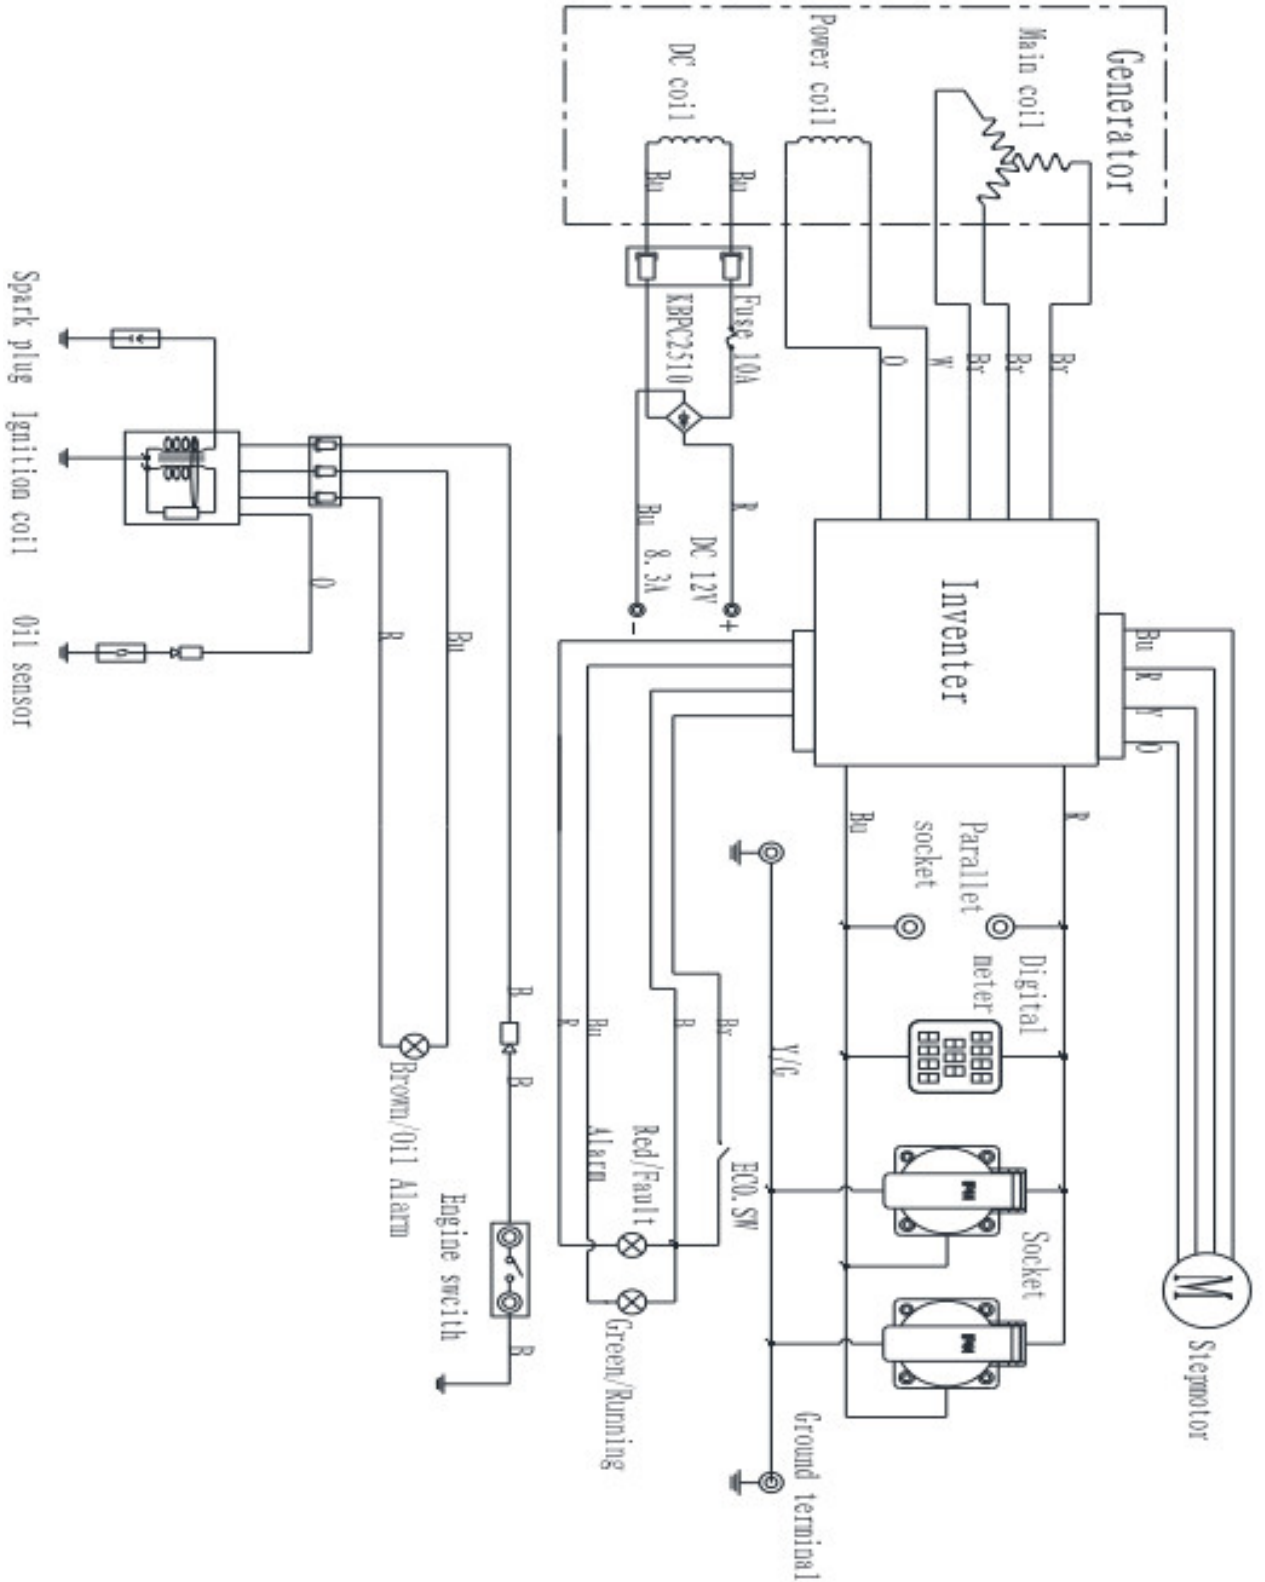 Generator
Main coil
Power coil
DC coil
Bu
Bu
Fuse 10A
KBPC2510
O
W
Br
Br
Br
R
Bu
DC 12V
8.3A
+
-
Inventer
Bu
R
Y
O
M
Stepmotor
R
Bu
Parallet
socket
Digital
meter
Socket
Y/G
Ground terminal
R
Bu
B
Br
ECO.SW
Red/Fault
Alarm
Green/Running
B
B
B
Engine swcith
Bu
R
Brown/Oil Alarm
O
Spark plug
Ignition coil
Oil sensor